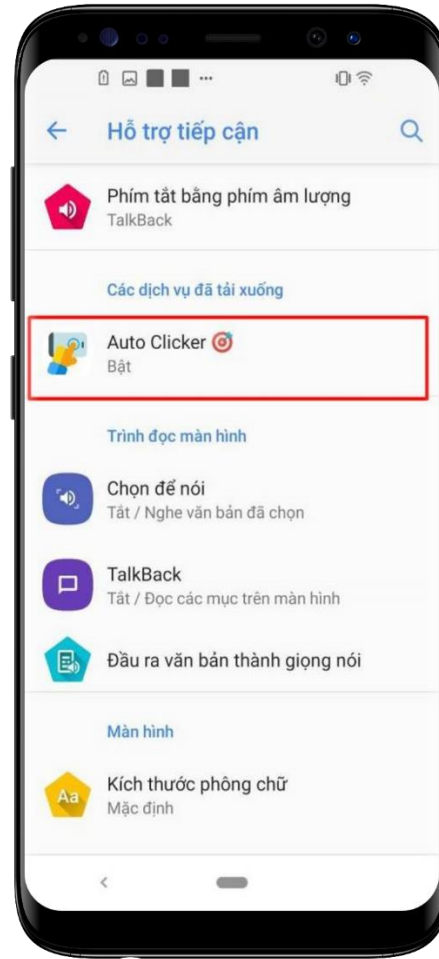 Hỗ trợ tiếp cận
Phím tắt bằng phím âm lượng
TalkBack
Các dịch vụ đã tải xuống
Auto Clicker
Bật
Trình đọc màn hình
Chọn để nói
Tắt / Nghe văn bản đã chọn
TalkBack
Tắt / Đọc các mục trên màn hình
Đầu ra văn bản thành giọng nói
Màn hình
Aa
Kích thước phông chữ
Mặc định